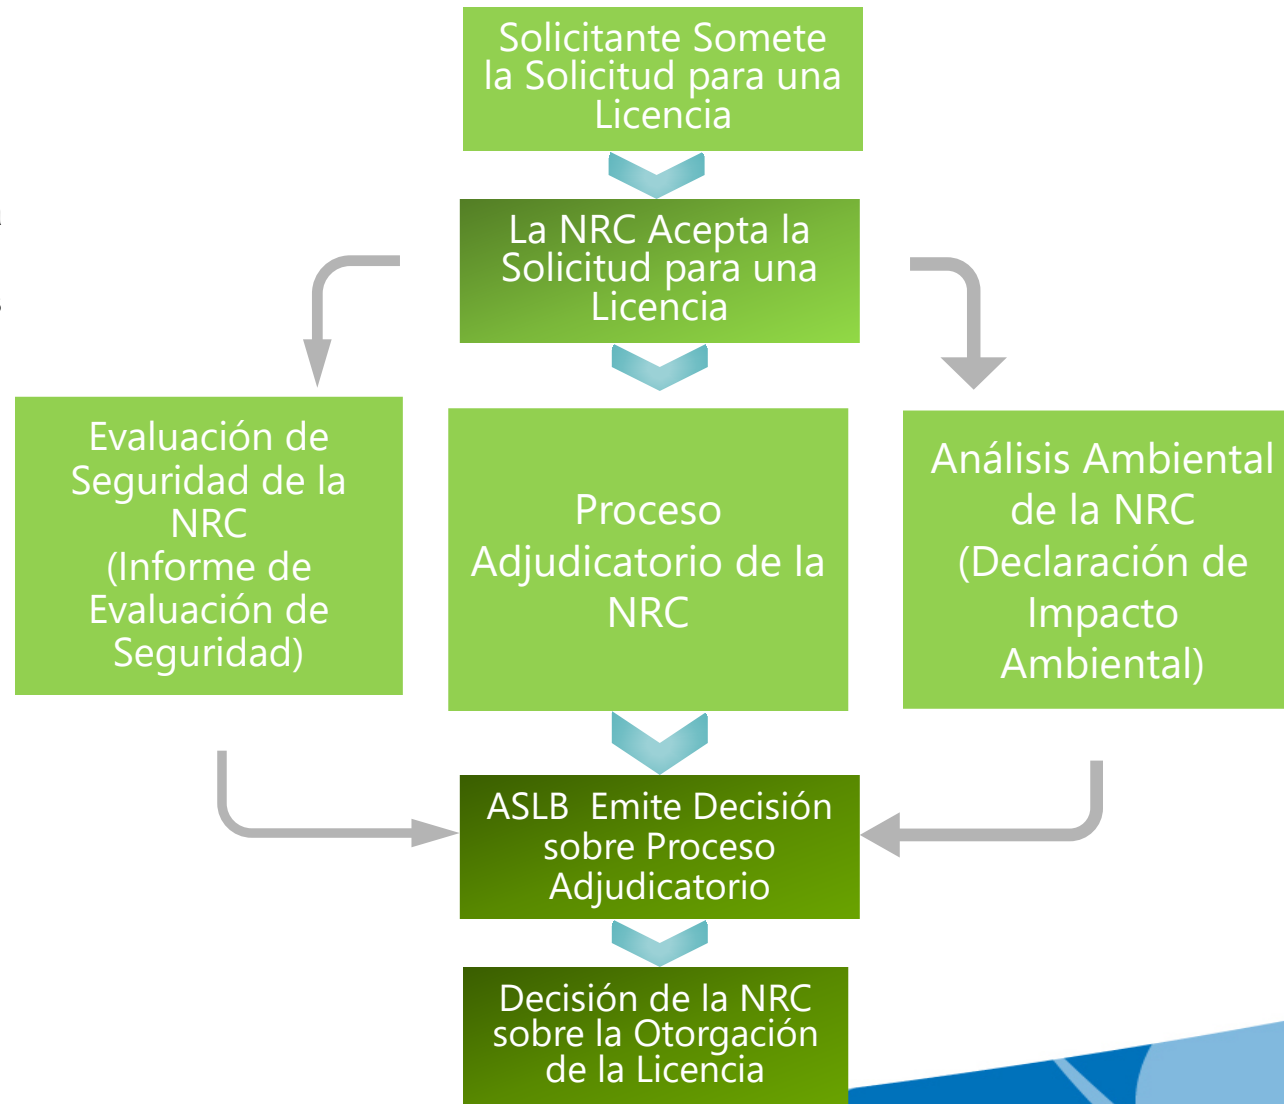 Solicitante Somete
la Solicitud para una
Licencia
La NRC Acepta la
Solicitud para una
Licencia
Evaluación de
Seguridad de la
NRC
(Informe de
Evaluación de
Seguridad)
Proceso
Adjudicatorio de la
NRC
Análisis Ambiental
de la NRC
(Declaración de
Impacto
Ambiental)
ASLB Emite Decisión
sobre Proceso
Adjudicatorio
Decisión de la NRC
sobre la Otorgación
de la Licencia